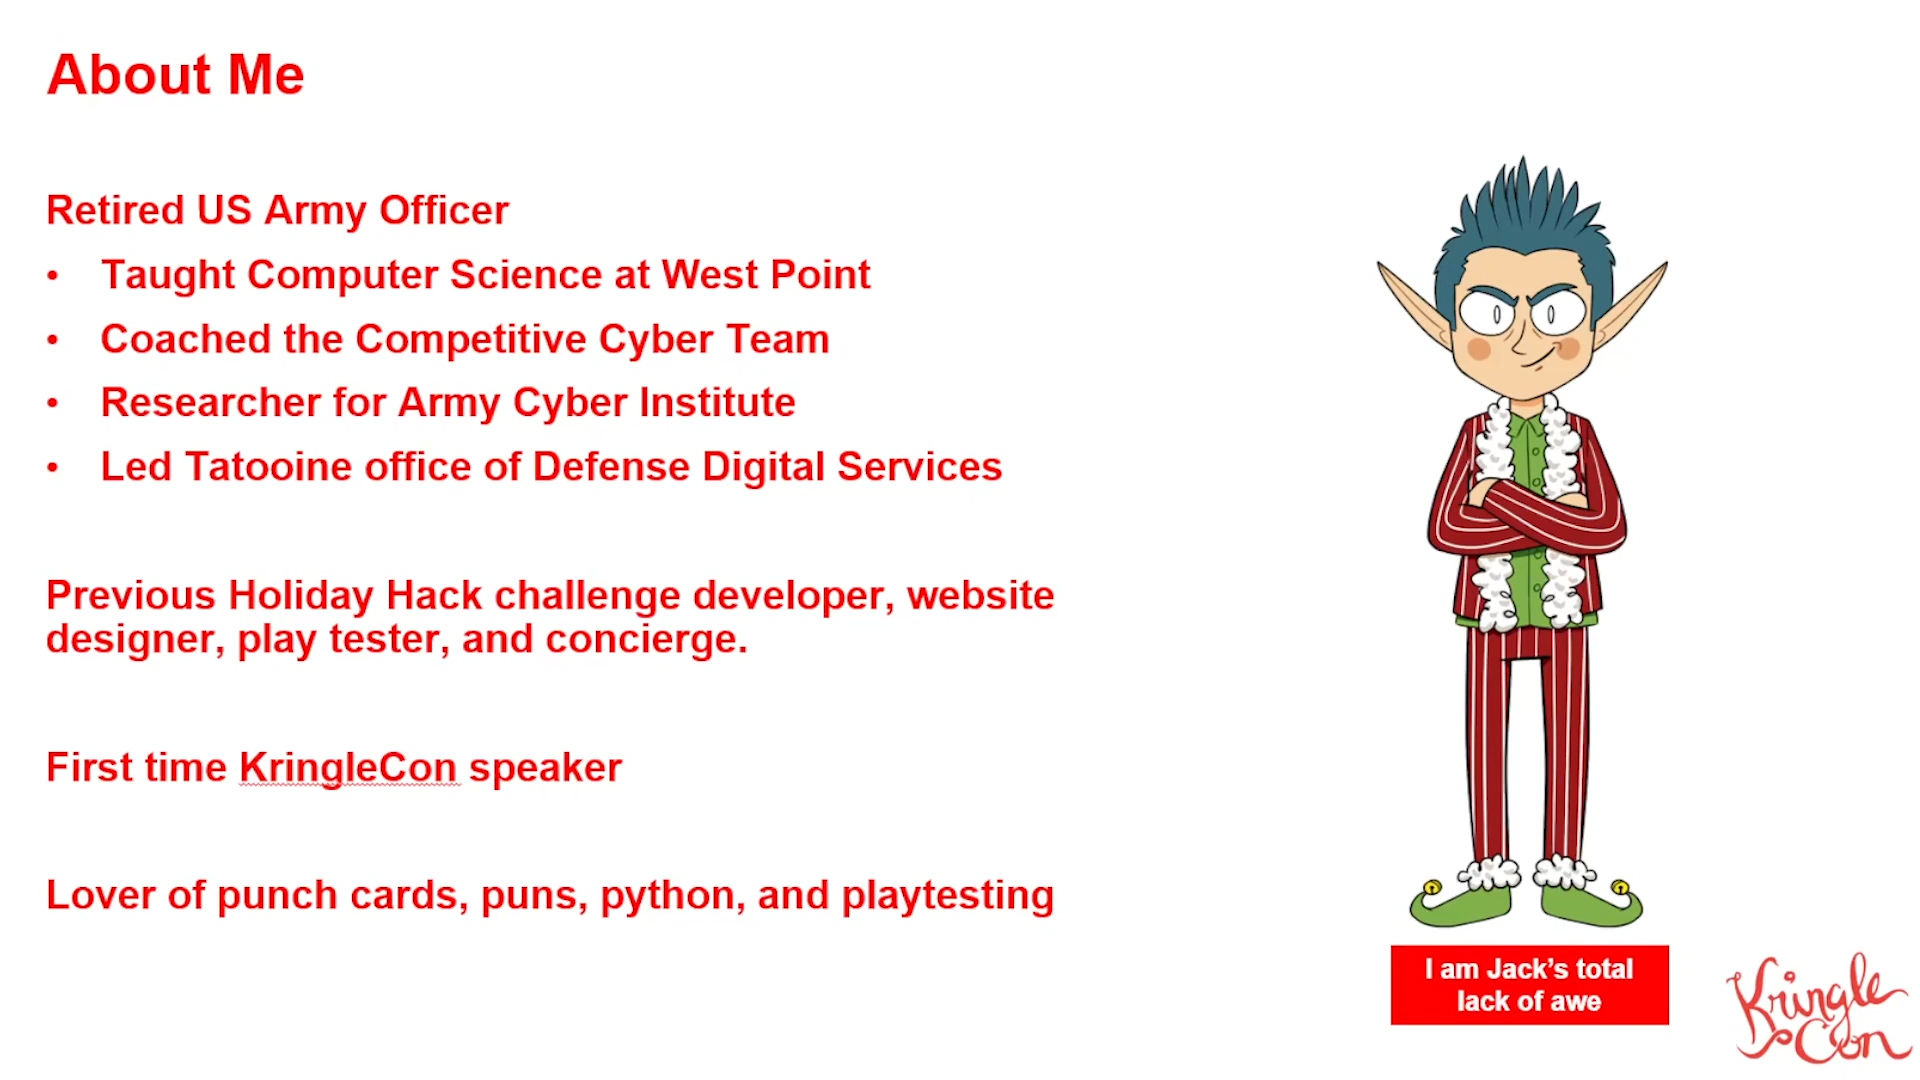 About Me
Retired US Army Officer
• Taught Computer Science at West Point
• Coached the Competitive Cyber Team
• Researcher for Army Cyber Institute
• Led Tatooine office of Defense Digital Services
Previous Holiday Hack challenge developer, website
designer, play tester, and concierge.
First time KringleCon speaker
Lover of punch cards, puns, python, and playtesting
I am Jack’s total
lack of awe
Kringle
Con